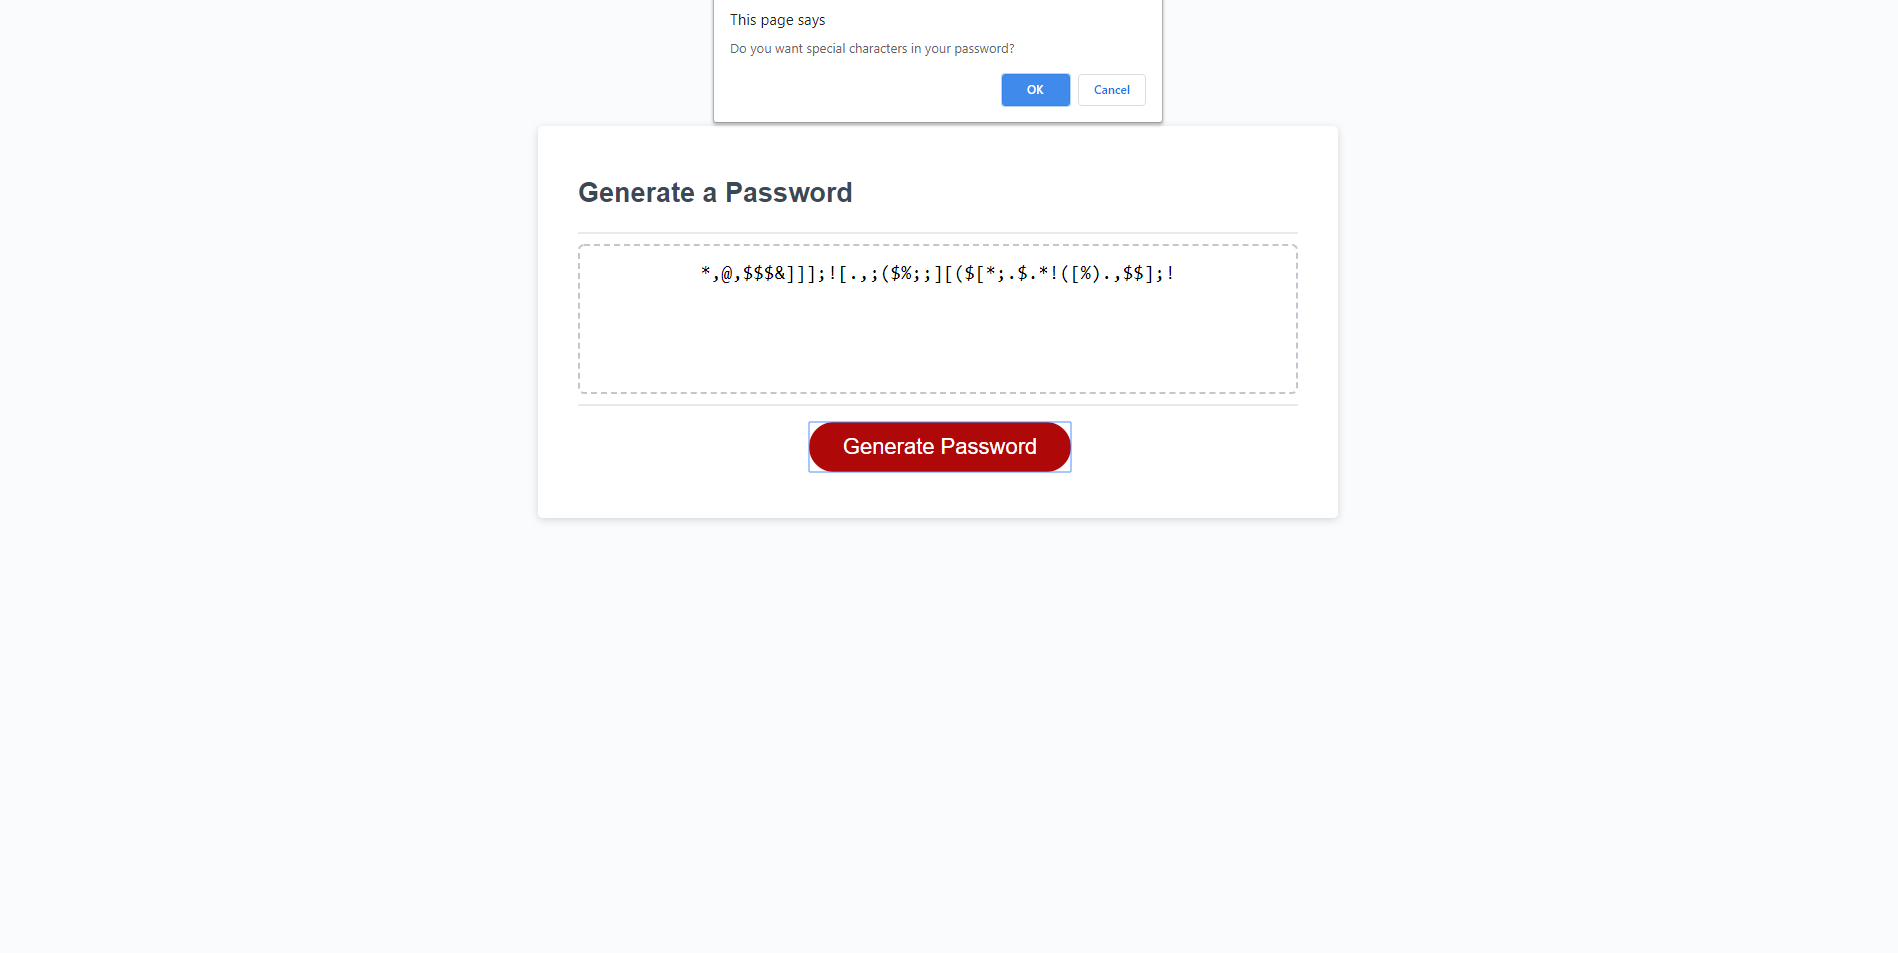 This page says
Do you want special characters in your password?
OK Cancel
Generate a Password
*,@,$$$&]]];![.,;($%;;][($[*;.$.*!([%).,$$];!
Generate Password